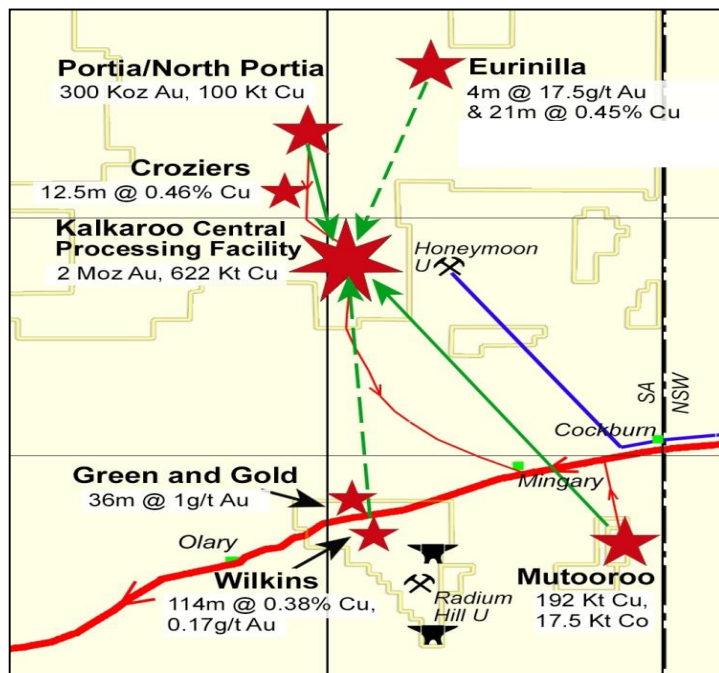 Portia/North Portia
300 Koz Au, 100 Kt Cu
Eurinilla
4m @ 17.5g/t Au
& 21m @ 0.45% Cu
Croziers
12.5m @ 0.46% Cu
Kalkaroo Central
Processing Facility
2 Moz Au, 622 Kt Cu
Honeymoon
U
SA
NSW
Cockburn
Mingary
Green and Gold
36m @ 1g/t Au
Olary
Wilkins
114m @ 0.38% Cu,
0.17g/t Au
Radium
Hill U
Mutooroo
192 Kt Cu,
17.5 Kt Co